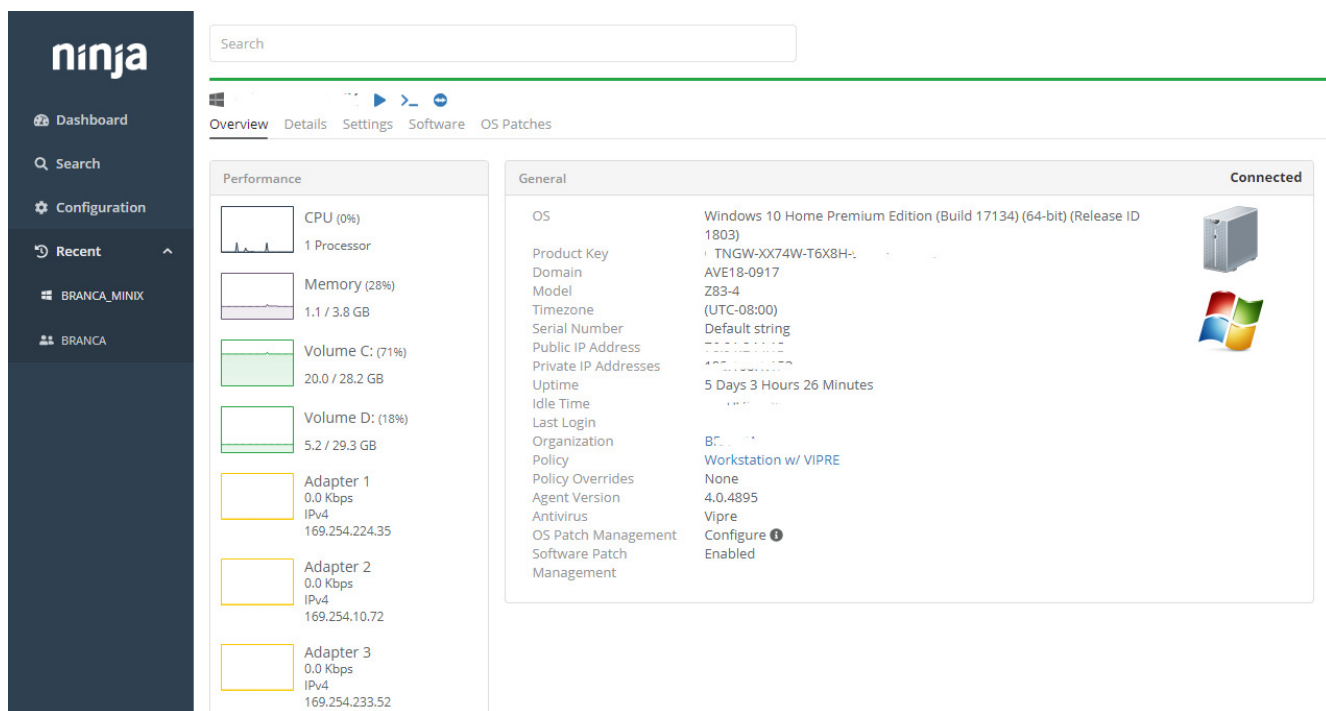 ninja
Dashboard
Search
Configuration
Recent
BRANCA_MINIX
BRANCA
Search
Overview Details Settings Software OS Patches
Performance
CPU (0%)
1 Processor
Memory (28%)
1.1 / 3.8 GB
Volume C: (71%)
20.0 / 28.2 GB
Volume D: (18%)
5.2 / 29.3 GB
Adapter 1
0.0 Kbps
IPv4
169.254.224.35
Adapter 2
0.0 Kbps
IPv4
169.254.10.72
Adapter 3
0.0 Kbps
IPv4
169.254.233.52
General Connected
OS Windows 10 Home Premium Edition (Build 17134) (64-bit) (Release ID
1803)
Product Key TNGW-XX74W-T6X8H-
Domain AVE18-0917
Model Z83-4
Timezone (UTC-08:00)
Serial Number Default string
Public IP Address
Private IP Addresses
Uptime 5 Days 3 Hours 26 Minutes
Idle Time
Last Login
Organization
Policy Workstation w/ VIPRE
Policy Overrides None
Agent Version 4.0.4895
Antivirus Vipre
OS Patch Management Configure
Software Patch Enabled
Management